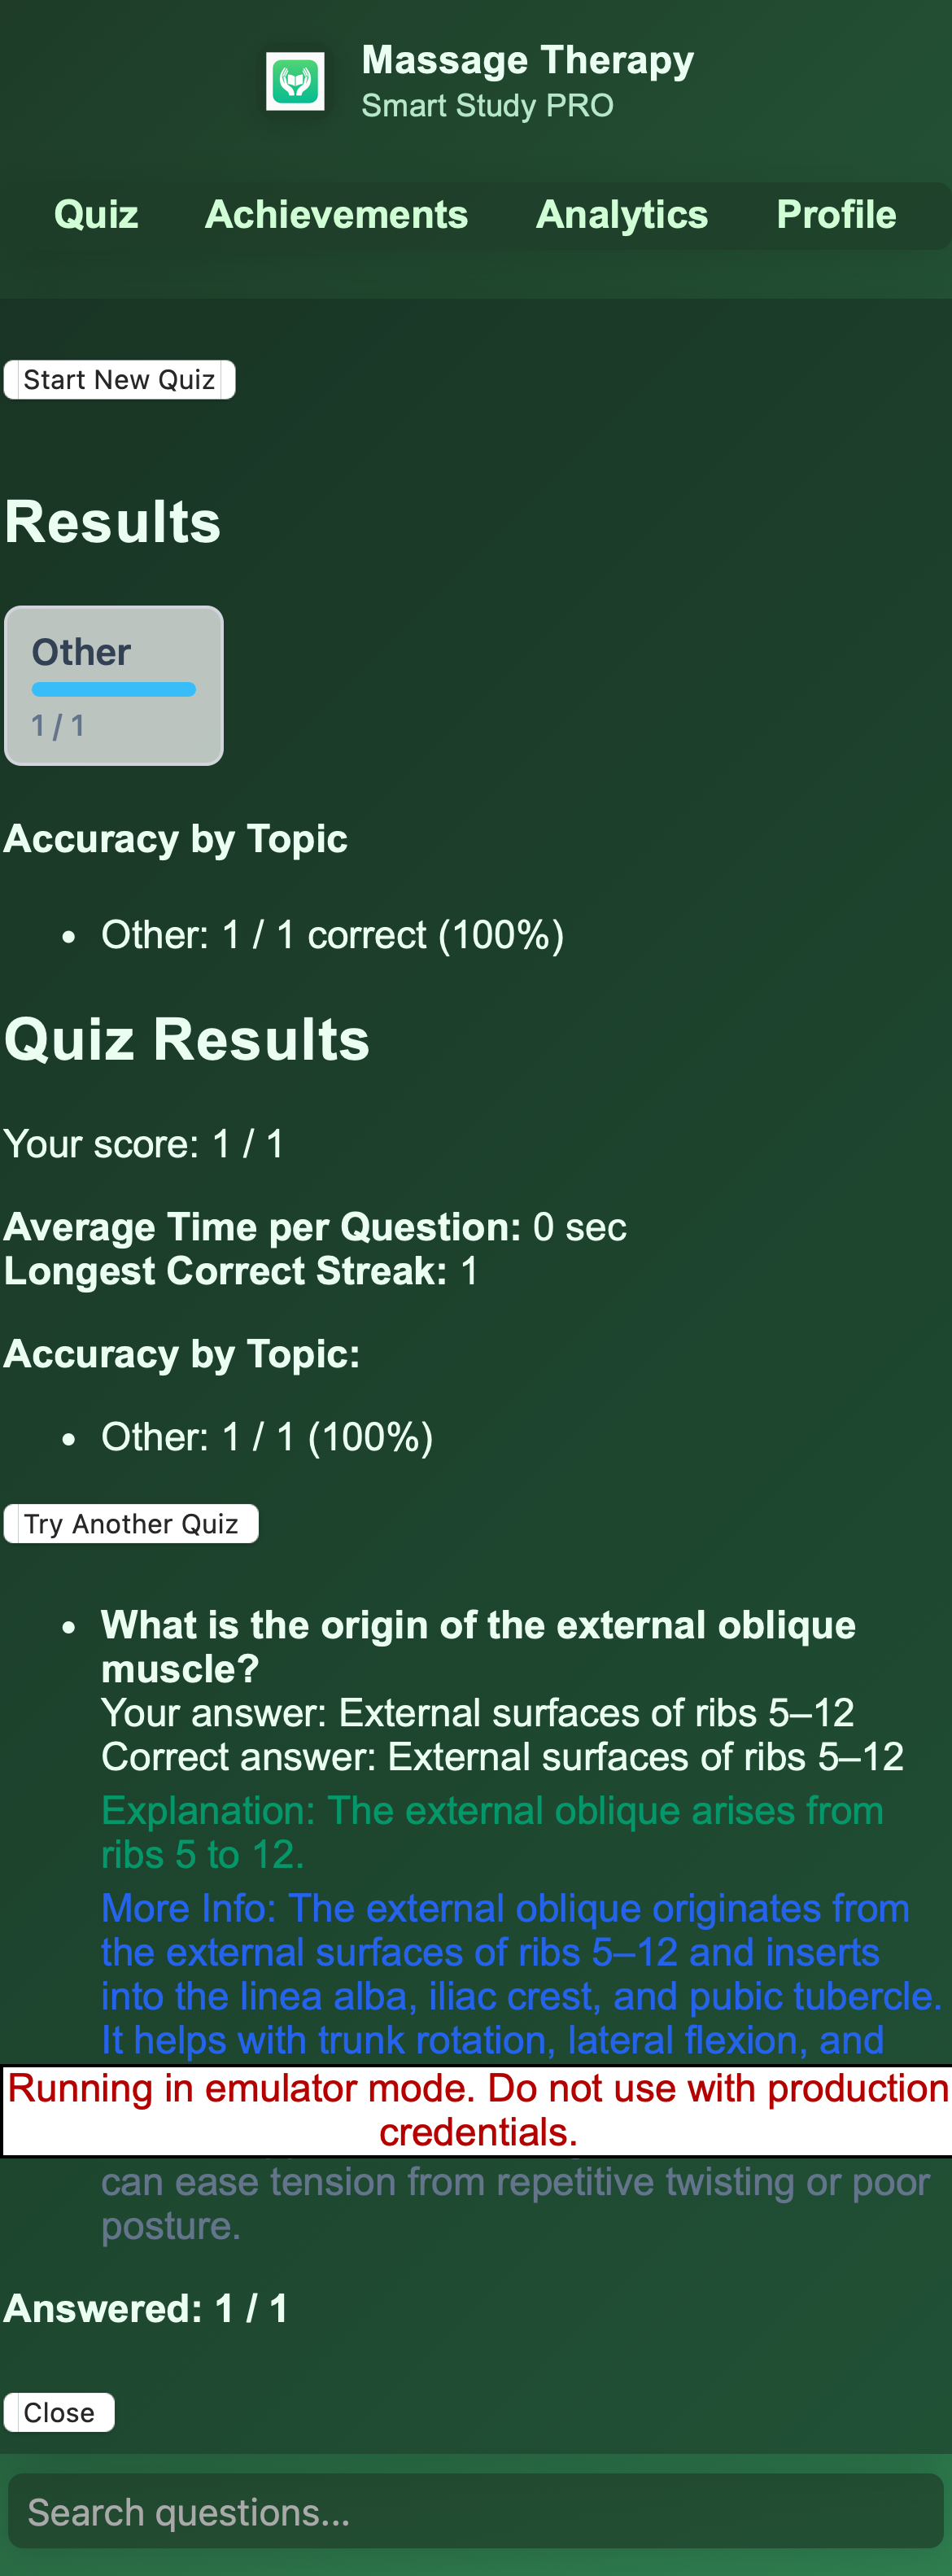 Massage Therapy
Smart Study PRO
Quiz Achievements Analytics Profile
Start New Quiz
Results
Other
1 / 1
Accuracy by Topic
• Other: 1 / 1 correct (100%)
Quiz Results
Your score: 1 / 1
Average Time per Question: 0 sec
Longest Correct Streak: 1
Accuracy by Topic:
• Other: 1 / 1 (100%)
Try Another Quiz
• What is the origin of the external oblique
muscle?
Your answer: External surfaces of ribs 5–12
Correct answer: External surfaces of ribs 5–12
Explanation: The external oblique arises from
ribs 5 to 12.
More Info: The external oblique originates from
the external surfaces of ribs 5–12 and inserts
into the linea alba, iliac crest, and pubic tubercle.
It helps with trunk rotation, lateral flexion, and
Running in emulator mode. Do not use with production
credentials.
can ease tension from repetitive twisting or poor
posture.
Answered: 1 / 1
Close
Search questions...